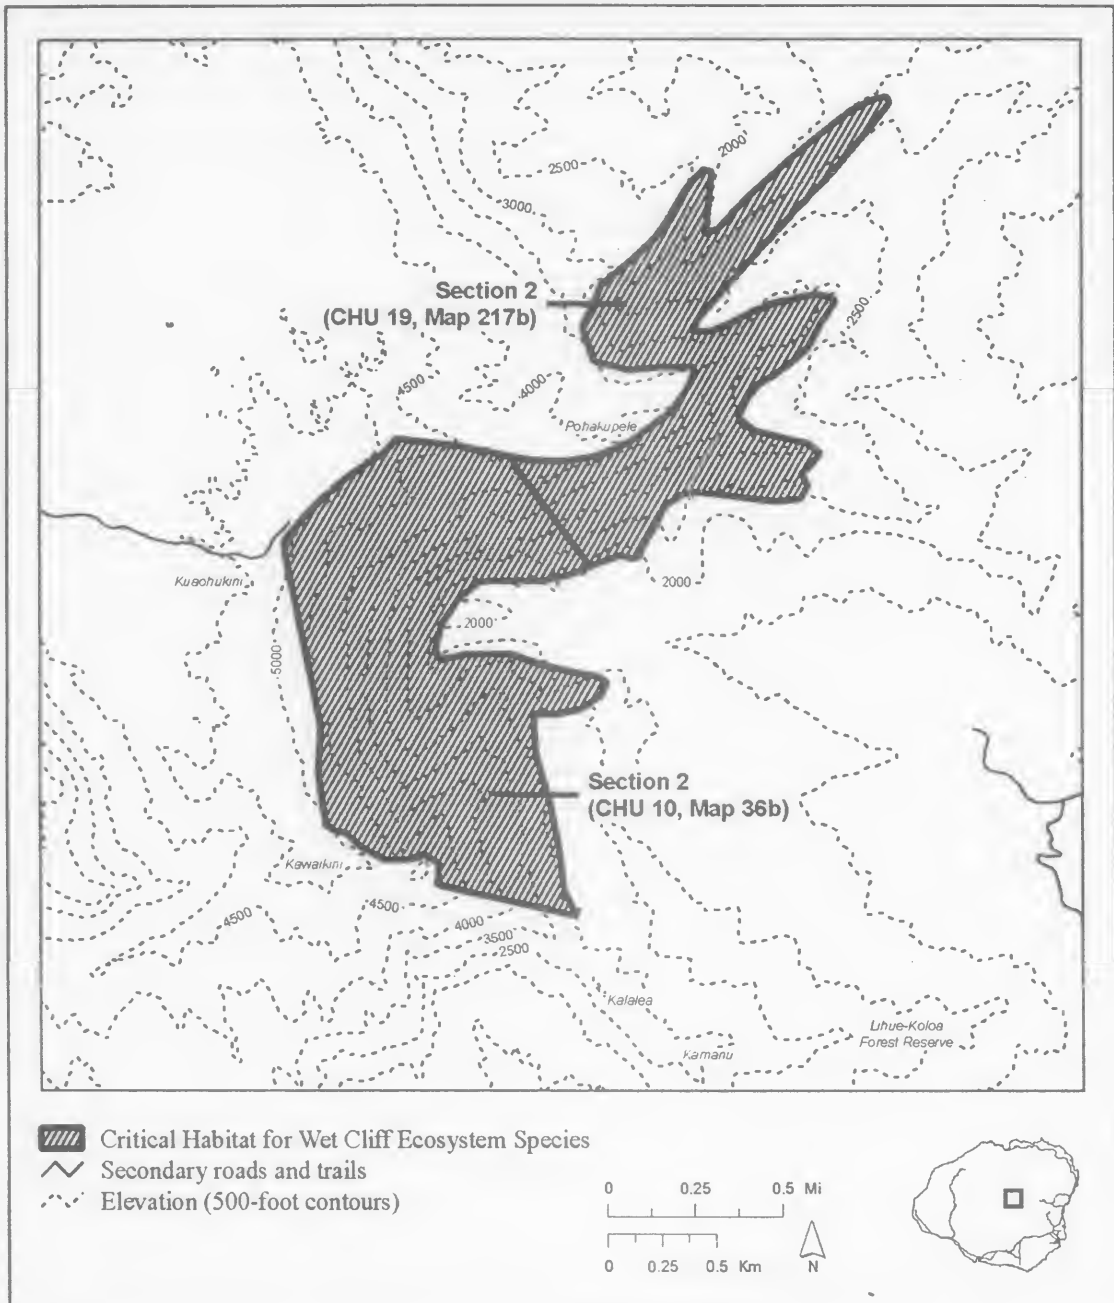 2000'
2500
3000
Section 2
(CHU 19, Map 217b)
2500
4500
4000
Pohakupele
2000
Kuaohukini
2000'
5000
Section 2
(CHU 10, Map 36b)
Kawaikini
4500
4500
4000
3500
2500
Kalalea
Lihue-Koloa
Forest Reserve
Kamanu
Critical Habitat for Wet Cliff Ecosystem Species
Secondary roads and trails
Elevation (500-foot contours)
0 0.25 0.5 Mi
0 0.25 0.5 Km
N